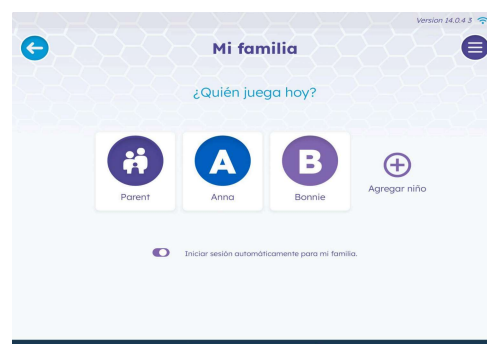 Version 14.0.4 3
Mi familia
¿Quién juega hoy?
A
B
Parent
Anna
Bonnie
Agregar niño
Iniciar sesión automáticamente para mi familia.